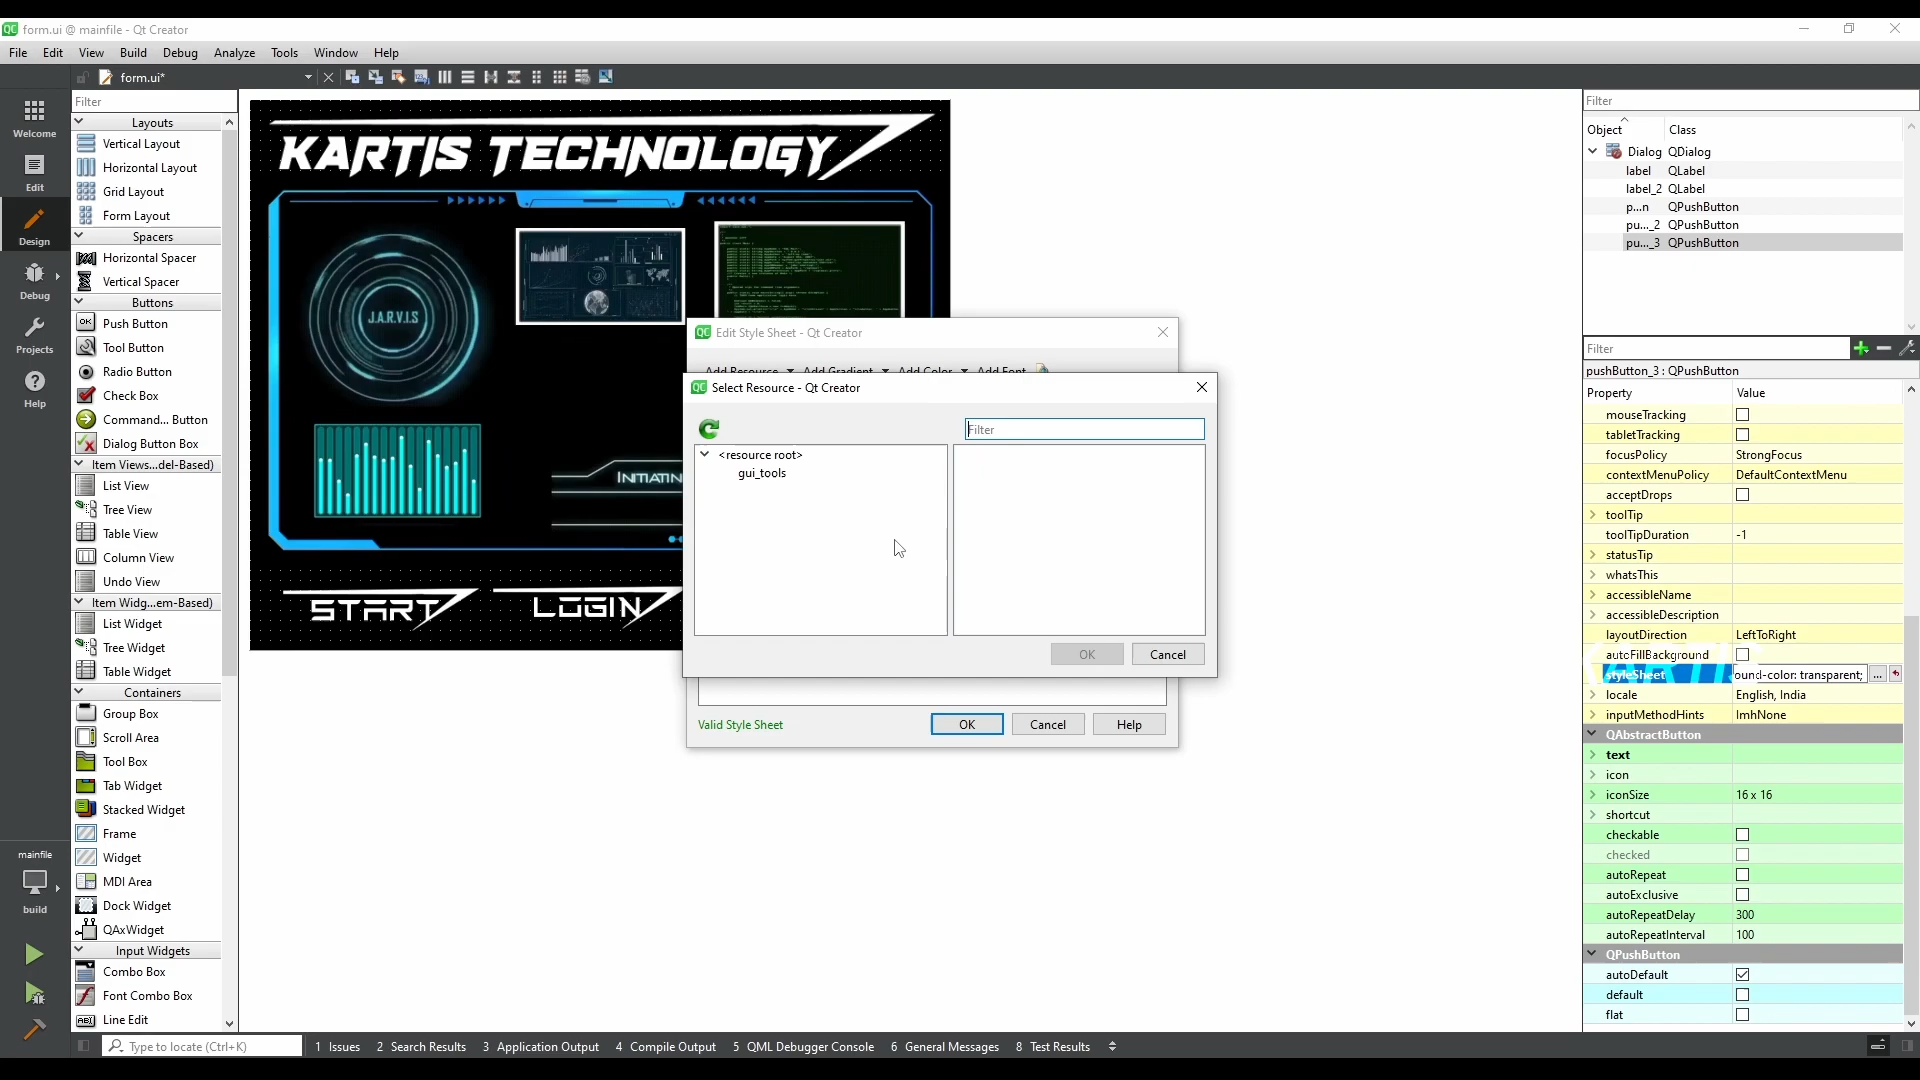 form.ui @ mainfile - Qt Creator
File Edit View Build Debug Analyze Tools Window Help
form.ui*
Filter
Layouts
Vertical Layout
Horizontal Layout
Grid Layout
Form Layout
Spacers
Horizontal Spacer
Vertical Spacer
Buttons
Push Button
Tool Button
Radio Button
Check Box
Command... Button
Dialog Button Box
Item Views...del-Based)
List View
Tree View
Table View
Column View
Undo View
Item Widg...em-Based)
List Widget
Tree Widget
Table Widget
Containers
Group Box
Scroll Area
Tool Box
Tab Widget
Stacked Widget
Frame
Widget
MDI Area
Dock Widget
QAxWidget
Input Widgets
Combo Box
Font Combo Box
Line Edit
Welcome
Edit
Design
Debug
Projects
Help
mainfile
build
KARTIS TECHNOLOGY
J.A.R.V.I.S
INITIATIN
START
LOGIN
Edit Style Sheet - Qt Creator
Add Resource Add Gradient Add Color Add Font
Select Resource - Qt Creator
Filter
<resource root>
gui_tools
OK Cancel
Valid Style Sheet
OK Cancel Help
Filter
Object Class
Dialog QDialog
label QLabel
label_2 QLabel
p...n QPushButton
pu..._2 QPushButton
pu..._3 QPushButton
Filter
pushButton_3 : QPushButton
Property Value
mouseTracking
tabletTracking
focusPolicy StrongFocus
contextMenuPolicy DefaultContextMenu
acceptDrops
toolTip
toolTipDuration -1
statusTip
whatsThis
accessibleName
accessibleDescription
layoutDirection LeftToRight
autoFillBackground
styleSheet ound-color: transparent; ...
locale English, India
inputMethodHints ImhNone
QAbstractButton
text
icon
iconSize 16 x 16
shortcut
checkable
checked
autoRepeat
autoExclusive
autoRepeatDelay 300
autoRepeatInterval 100
QPushButton
autoDefault
default
flat
Type to locate (Ctrl+K) 1 Issues 2 Search Results 3 Application Output 4 Compile Output 5 QML Debugger Console 6 General Messages 8 Test Results